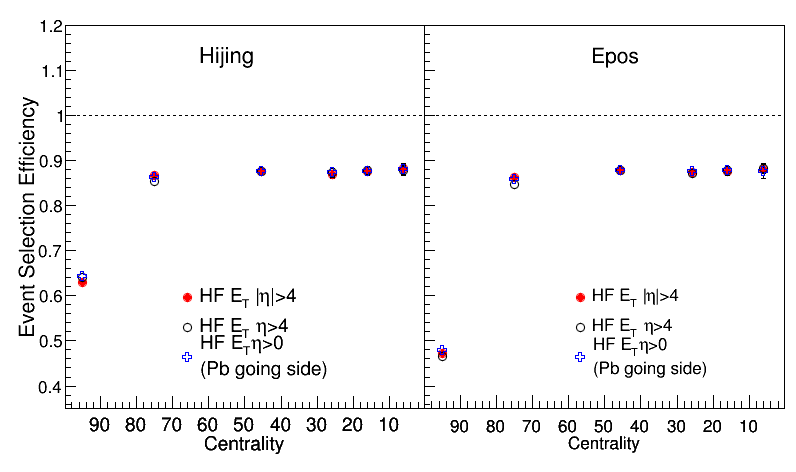 Hijing
Epos
Event Selection Efficiency
1.2
1.1
1
0.9
0.8
0.7
0.6
0.5
0.4
HF E_T |η|>4
HF E_T η>4
HF E_T η>0
(Pb going side)
HF E_T |η|>4
HF E_T η>4
HF E_T η>0
(Pb going side)
90 80 70 60 50 40 30 20 10
90 80 70 60 50 40 30 20 10
Centrality
Centrality